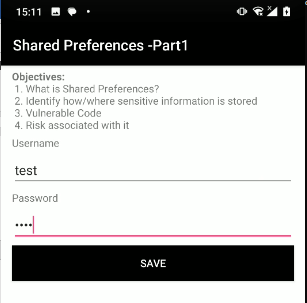 15:11
Shared Preferences -Part1
Objectives:
1. What is Shared Preferences?
2. Identify how/where sensitive information is stored
3. Vulnerable Code
4. Risk associated with it
Username
test
Password
••••
SAVE